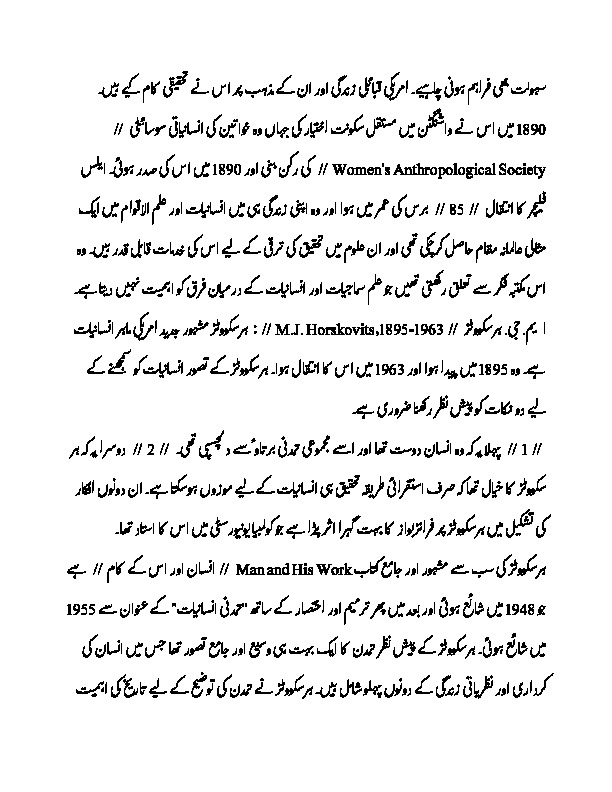 سہولت بھی فراہم ہونی چاہیے۔ امریکی قبائلی زندگی اور ان کے مذہب پر اس نے تحقیقی کام کیے ہیں۔
1890 میں اس نے واشنگٹن میں مستقل سکونت اختیار کی جہاں وہ خواتین کی انسانیاتی سوسائٹی //
Women's Anthropological Society // کی رکن بنی اور 1890 میں اس کی صدر ہوئی۔ ایلس
فلیچر کا انتقال // 85 // برس کی عمر میں ہوا اور وہ اپنی زندگی ہی میں انسانیات اور علم الاقوام میں ایک
مثالی عالمانہ مقام حاصل کرچکی تھی اور ان علوم میں تحقیق کی ترقی کے لیے اس کی خدمات قابل قدر ہیں۔ وہ
اس مکتبہ فکر سے تعلق رکھتی تھیں جو علم سماجیات اور انسانیات کے درمیان فرق کو اہمیت نہیں دیتا ہے۔
ایم. جی. ہرسکووٹز // M.J. Horskovits,1895-1963 // : ہرسکووٹز مشہور جدید امریکی ماہر انسانیات
ہے۔ وہ 1895 میں پیدا ہوا اور 1963 میں اس کا انتقال ہوا۔ ہرسکووٹز کے تصور انسانیات کو سمجھنے کے
لیے دو نکات کو پیش نظر رکھنا ضروری ہے۔
// 1 // پہلا یہ کہ وہ انسان دوست تھا اور اسے مجموعی تمدنی برتاوٴ سے دلچسپی تھی۔ // 2 // دوسرا یہ کہ ہر
سکووٹز کا خیال تھا کہ صرف استقرائی طریقہ تحقیق ہی انسانیات کے لیے موزوں ہوسکتا ہے۔ ان دونوں افکار
کی تشکیل میں ہرسکووٹز پر فرانز بواز کا بہت گہرا اثر پڑا ہے جو کولمبیا یونیورسٹی میں اس کا استاد تھا۔
ہرسکووٹز کی سب سے مشہور اور جامع کتاب Man and His Work // انسان اور اس کے کام // ہے
جو 1948 میں شائع ہوئی اور بعد میں پھر ترمیم اور اختصار کے ساتھ "تمدنی انسانیات" کے عنوان سے 1955
میں شائع ہوئی۔ ہرسکووٹز کے پیش نظر تمدن کا ایک بہت ہی وسیع اور جامع تصور تھا جس میں انسان کی
کرداری اور نظریاتی زندگی کے دونوں پہلو شامل ہیں۔ ہرسکووٹز نے تمدن کی توضیح کے لیے تاریخ کی اہمیت